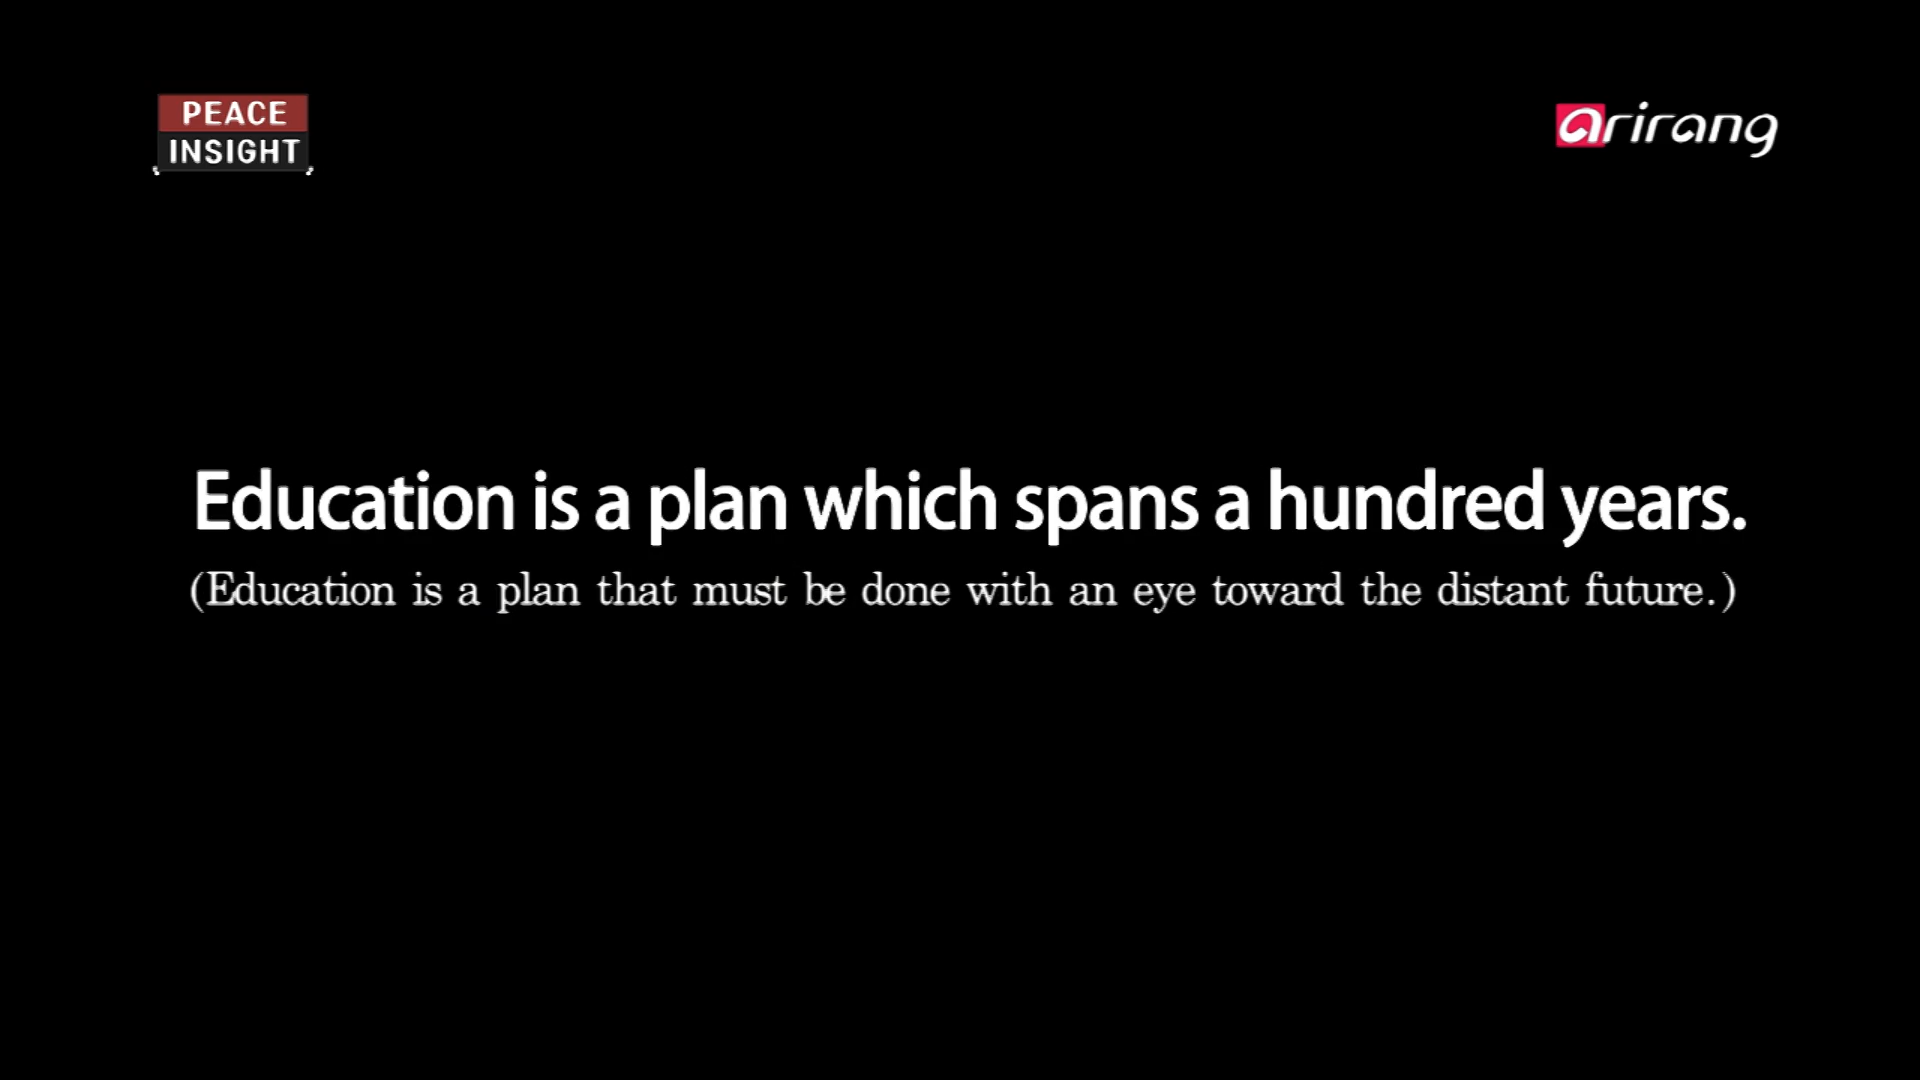 PEACE
INSIGHT
arirang
Education is a plan which spans a hundred years.
(Education is a plan that must be done with an eye toward the distant future.)